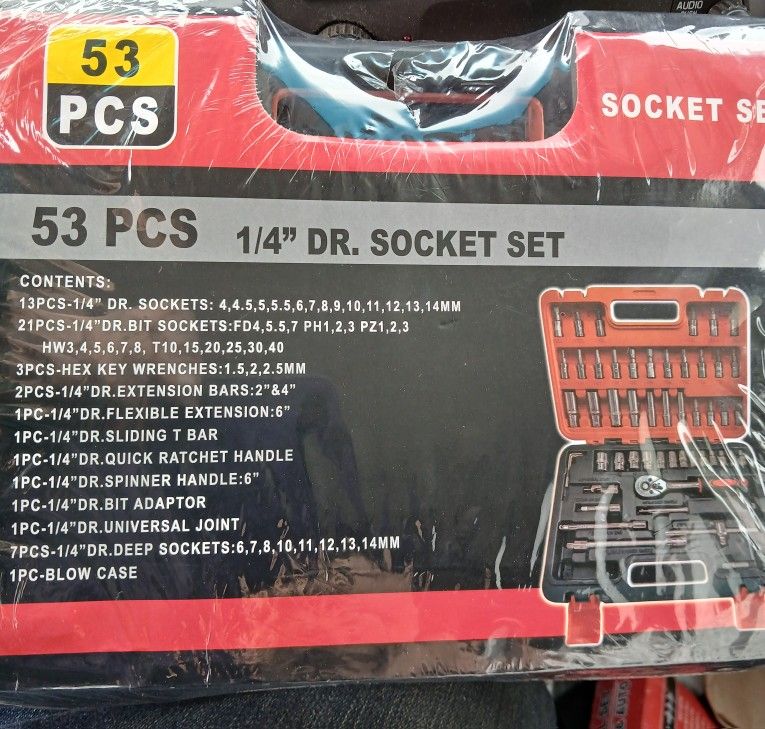 AUDIO
53
PCS
SOCKET SE
53 PCS 1/4” DR. SOCKET SET
CONTENTS:
13PCS-1/4” DR. SOCKETS: 4,4.5,5,5.5,6,7,8,9,10,11,12,13,14MM
21PCS-1/4”DR.BIT SOCKETS:FD4,5.5,7 PH1,2,3 PZ1,2,3
HW3,4,5,6,7,8, T10,15,20,25,30,40
3PCS-HEX KEY WRENCHES:1.5,2,2.5MM
2PCS-1/4”DR.EXTENSION BARS:2”&4”
1PC-1/4”DR.FLEXIBLE EXTENSION:6”
1PC-1/4”DR.SLIDING T BAR
1PC-1/4”DR.QUICK RATCHET HANDLE
1PC-1/4”DR.SPINNER HANDLE:6”
1PC-1/4”DR.BIT ADAPTOR
1PC-1/4”DR.UNIVERSAL JOINT
7PCS-1/4”DR.DEEP SOCKETS:6,7,8,10,11,12,13,14MM
1PC-BLOW CASE